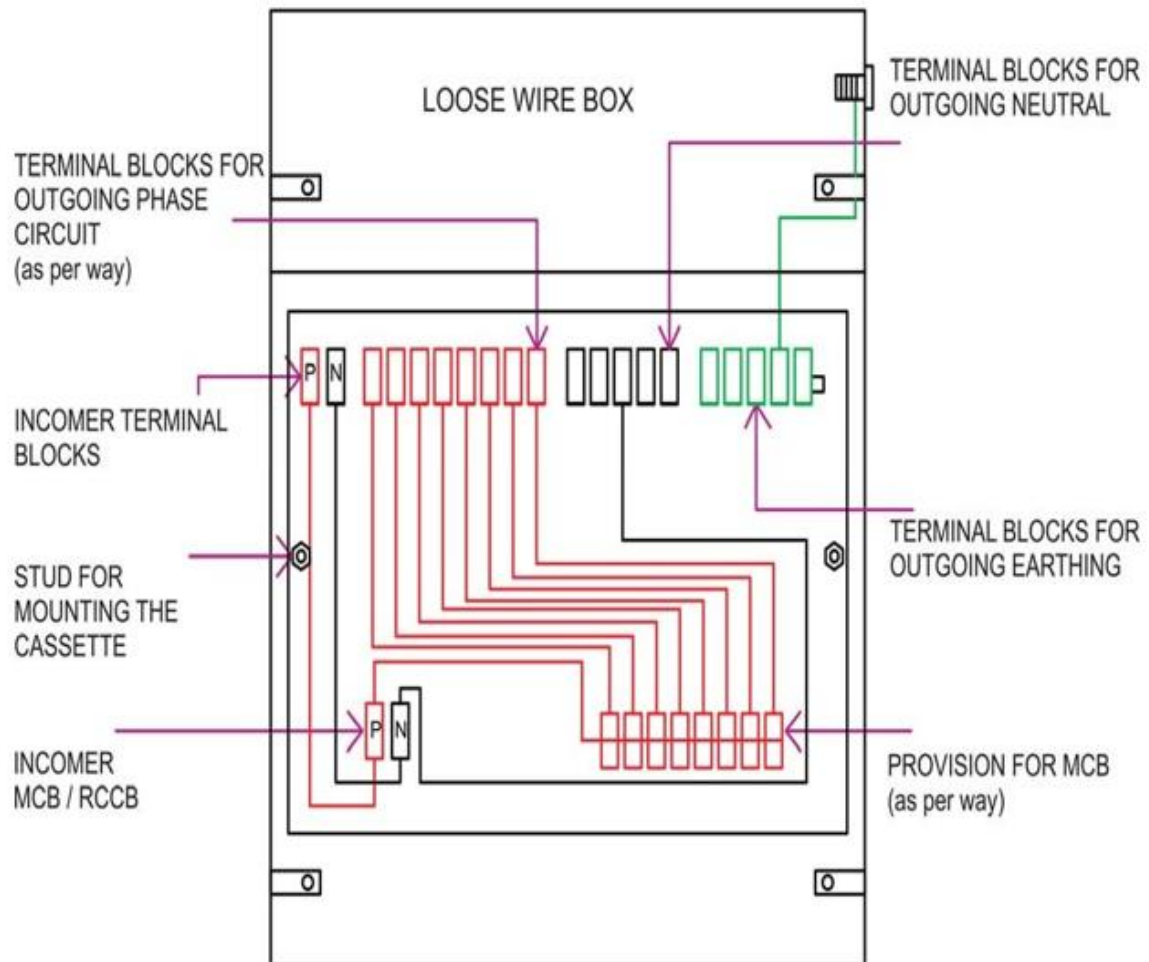 LOOSE WIRE BOX
TERMINAL BLOCKS FOR
OUTGOING NEUTRAL
TERMINAL BLOCKS FOR
OUTGOING PHASE
CIRCUIT
(as per way)
P
N
INCOMER TERMINAL
BLOCKS
TERMINAL BLOCKS FOR
OUTGOING EARTHING
STUD FOR
MOUNTING THE
CASSETTE
P
N
INCOMER
MCB / RCCB
PROVISION FOR MCB
(as per way)